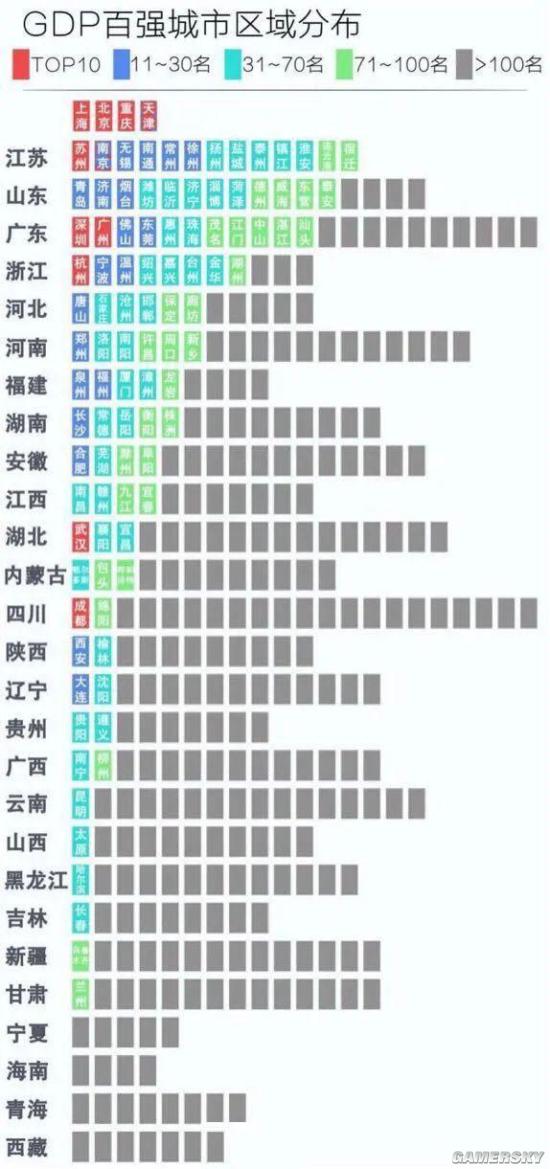 GDP百强城市区域分布
TOP10 11~30名 31~70名 71~100名 >100名
上海 北京 重庆 天津
江苏 苏州 南京 无锡 南通 常州 徐州 扬州 盐城 泰州 镇江 淮安 连云港 宿迁
山东 青岛 济南 烟台 潍坊 临沂 济宁 淄博 菏泽 德州 威海 东营 泰安
广东 深圳 广州 佛山 东莞 惠州 珠海 茂名 江门 中山 湛江 汕头
浙江 杭州 宁波 温州 绍兴 嘉兴 台州 金华 湖州
河北 唐山 石家庄 沧州 邯郸 保定 廊坊
河南 郑州 洛阳 南阳 许昌 周口 新乡
福建 泉州 福州 厦门 漳州 龙岩
湖南 长沙 常德 岳阳 衡阳 株洲
安徽 合肥 芜湖 滁州 阜阳
江西 南昌 赣州 九江 宜春
湖北 武汉 襄阳 宜昌
内蒙古 鄂尔多斯 包头
四川 成都 绵阳
陕西 西安 榆林
辽宁 大连 沈阳
贵州 贵阳 遵义
广西 南宁 柳州
云南 昆明
山西 太原
黑龙江 哈尔滨
吉林 长春
新疆 乌鲁木齐
甘肃 兰州
宁夏
海南
青海
西藏
GAMERSKY